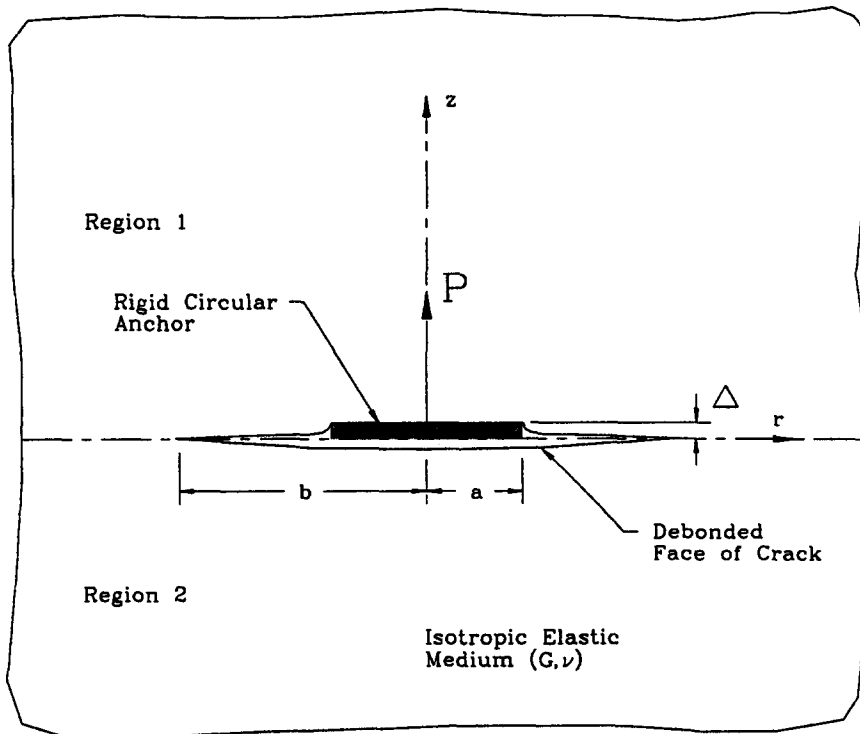 z
Region 1
P
Rigid Circular
Anchor
Δ
r
b
a
Debonded
Face of Crack
Region 2
Isotropic Elastic
Medium (G,ν)